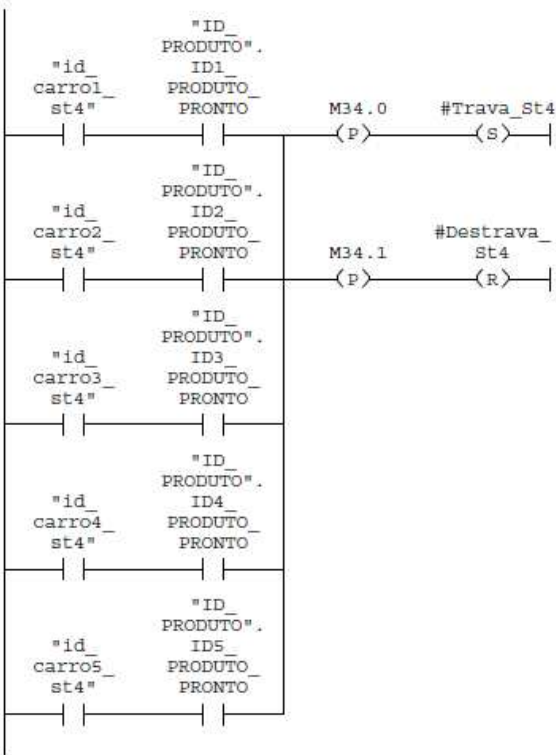 "ID_
PRODUTO".
"id_ ID1_
carro1_ PRODUTO_
st4" PRONTO M34.0 #Trava_St4
(P) (S)
"ID_
PRODUTO".
"id_ ID2_
carro2_ PRODUTO_ #Destrava_
st4" PRONTO M34.1 St4
(P) (R)
"ID_
PRODUTO".
"id_ ID3_
carro3_ PRODUTO_
st4" PRONTO
"ID_
PRODUTO".
"id_ ID4_
carro4_ PRODUTO_
st4" PRONTO
"ID_
PRODUTO".
"id_ ID5_
carro5_ PRODUTO_
st4" PRONTO